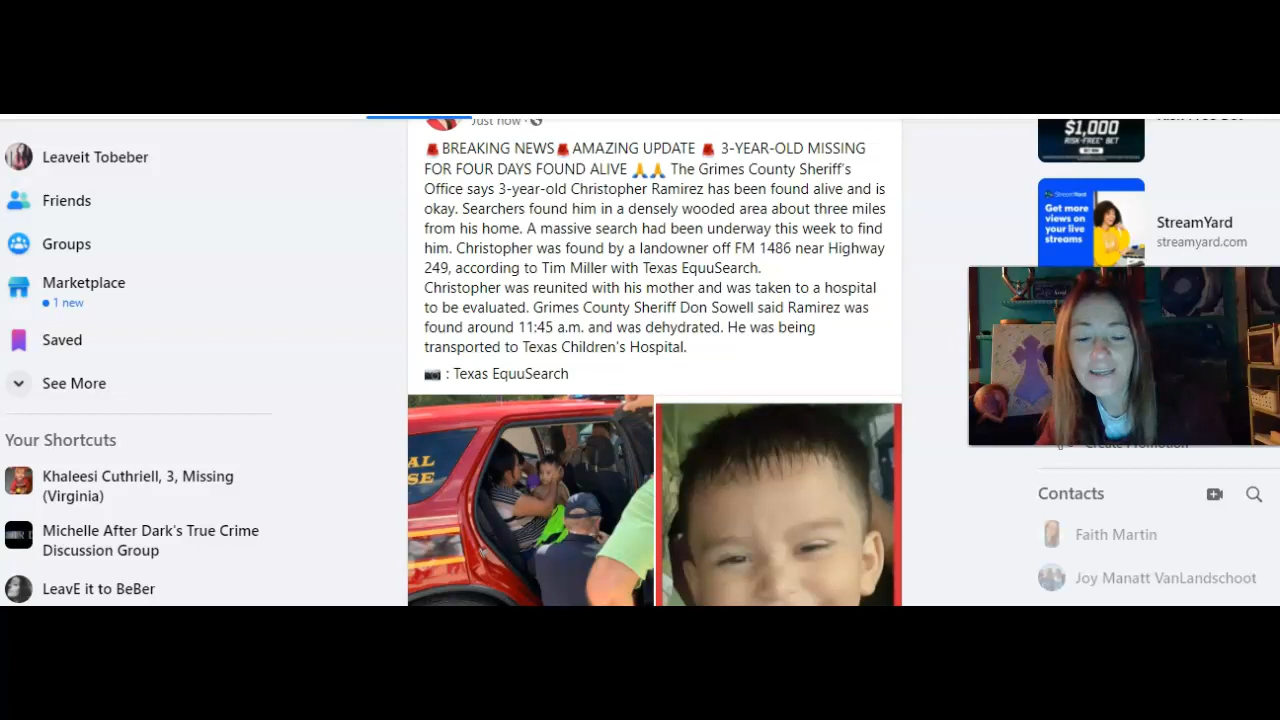 Just now
🚨BREAKING NEWS🚨AMAZING UPDATE 🚨 3-YEAR-OLD MISSING
FOR FOUR DAYS FOUND ALIVE 🙏🙏 The Grimes County Sheriff's
Office says 3-year-old Christopher Ramirez has been found alive and is
okay. Searchers found him in a densely wooded area about three miles
from his home. A massive search had been underway this week to find
him. Christopher was found by a landowner off FM 1486 near Highway
249, according to Tim Miller with Texas EquuSearch.
Christopher was reunited with his mother and was taken to a hospital
to be evaluated. Grimes County Sheriff Don Sowell said Ramirez was
found around 11:45 a.m. and was dehydrated. He was being
transported to Texas Children's Hospital.
📷 : Texas EquuSearch
Leaveit Tobeber
Friends
Groups
Marketplace
1 new
Saved
See More
Your Shortcuts
Khaleesi Cuthriell, 3, Missing
(Virginia)
Michelle After Dark's True Crime
Discussion Group
LeavE it to BeBer
$1,000
RISK-FREE BET
StreamYard
Get more
views on
your live
streams
StreamYard
streamyard.com
Create Promotion
Contacts
Faith Martin
Joy Manatt VanLandschoot
AL
SE